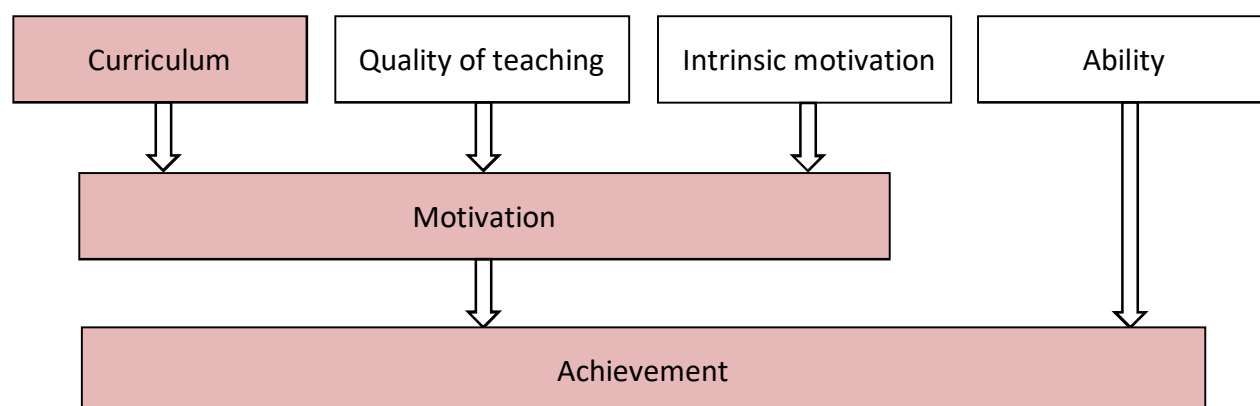 Curriculum
Quality of teaching
Intrinsic motivation
Ability
Motivation
Achievement